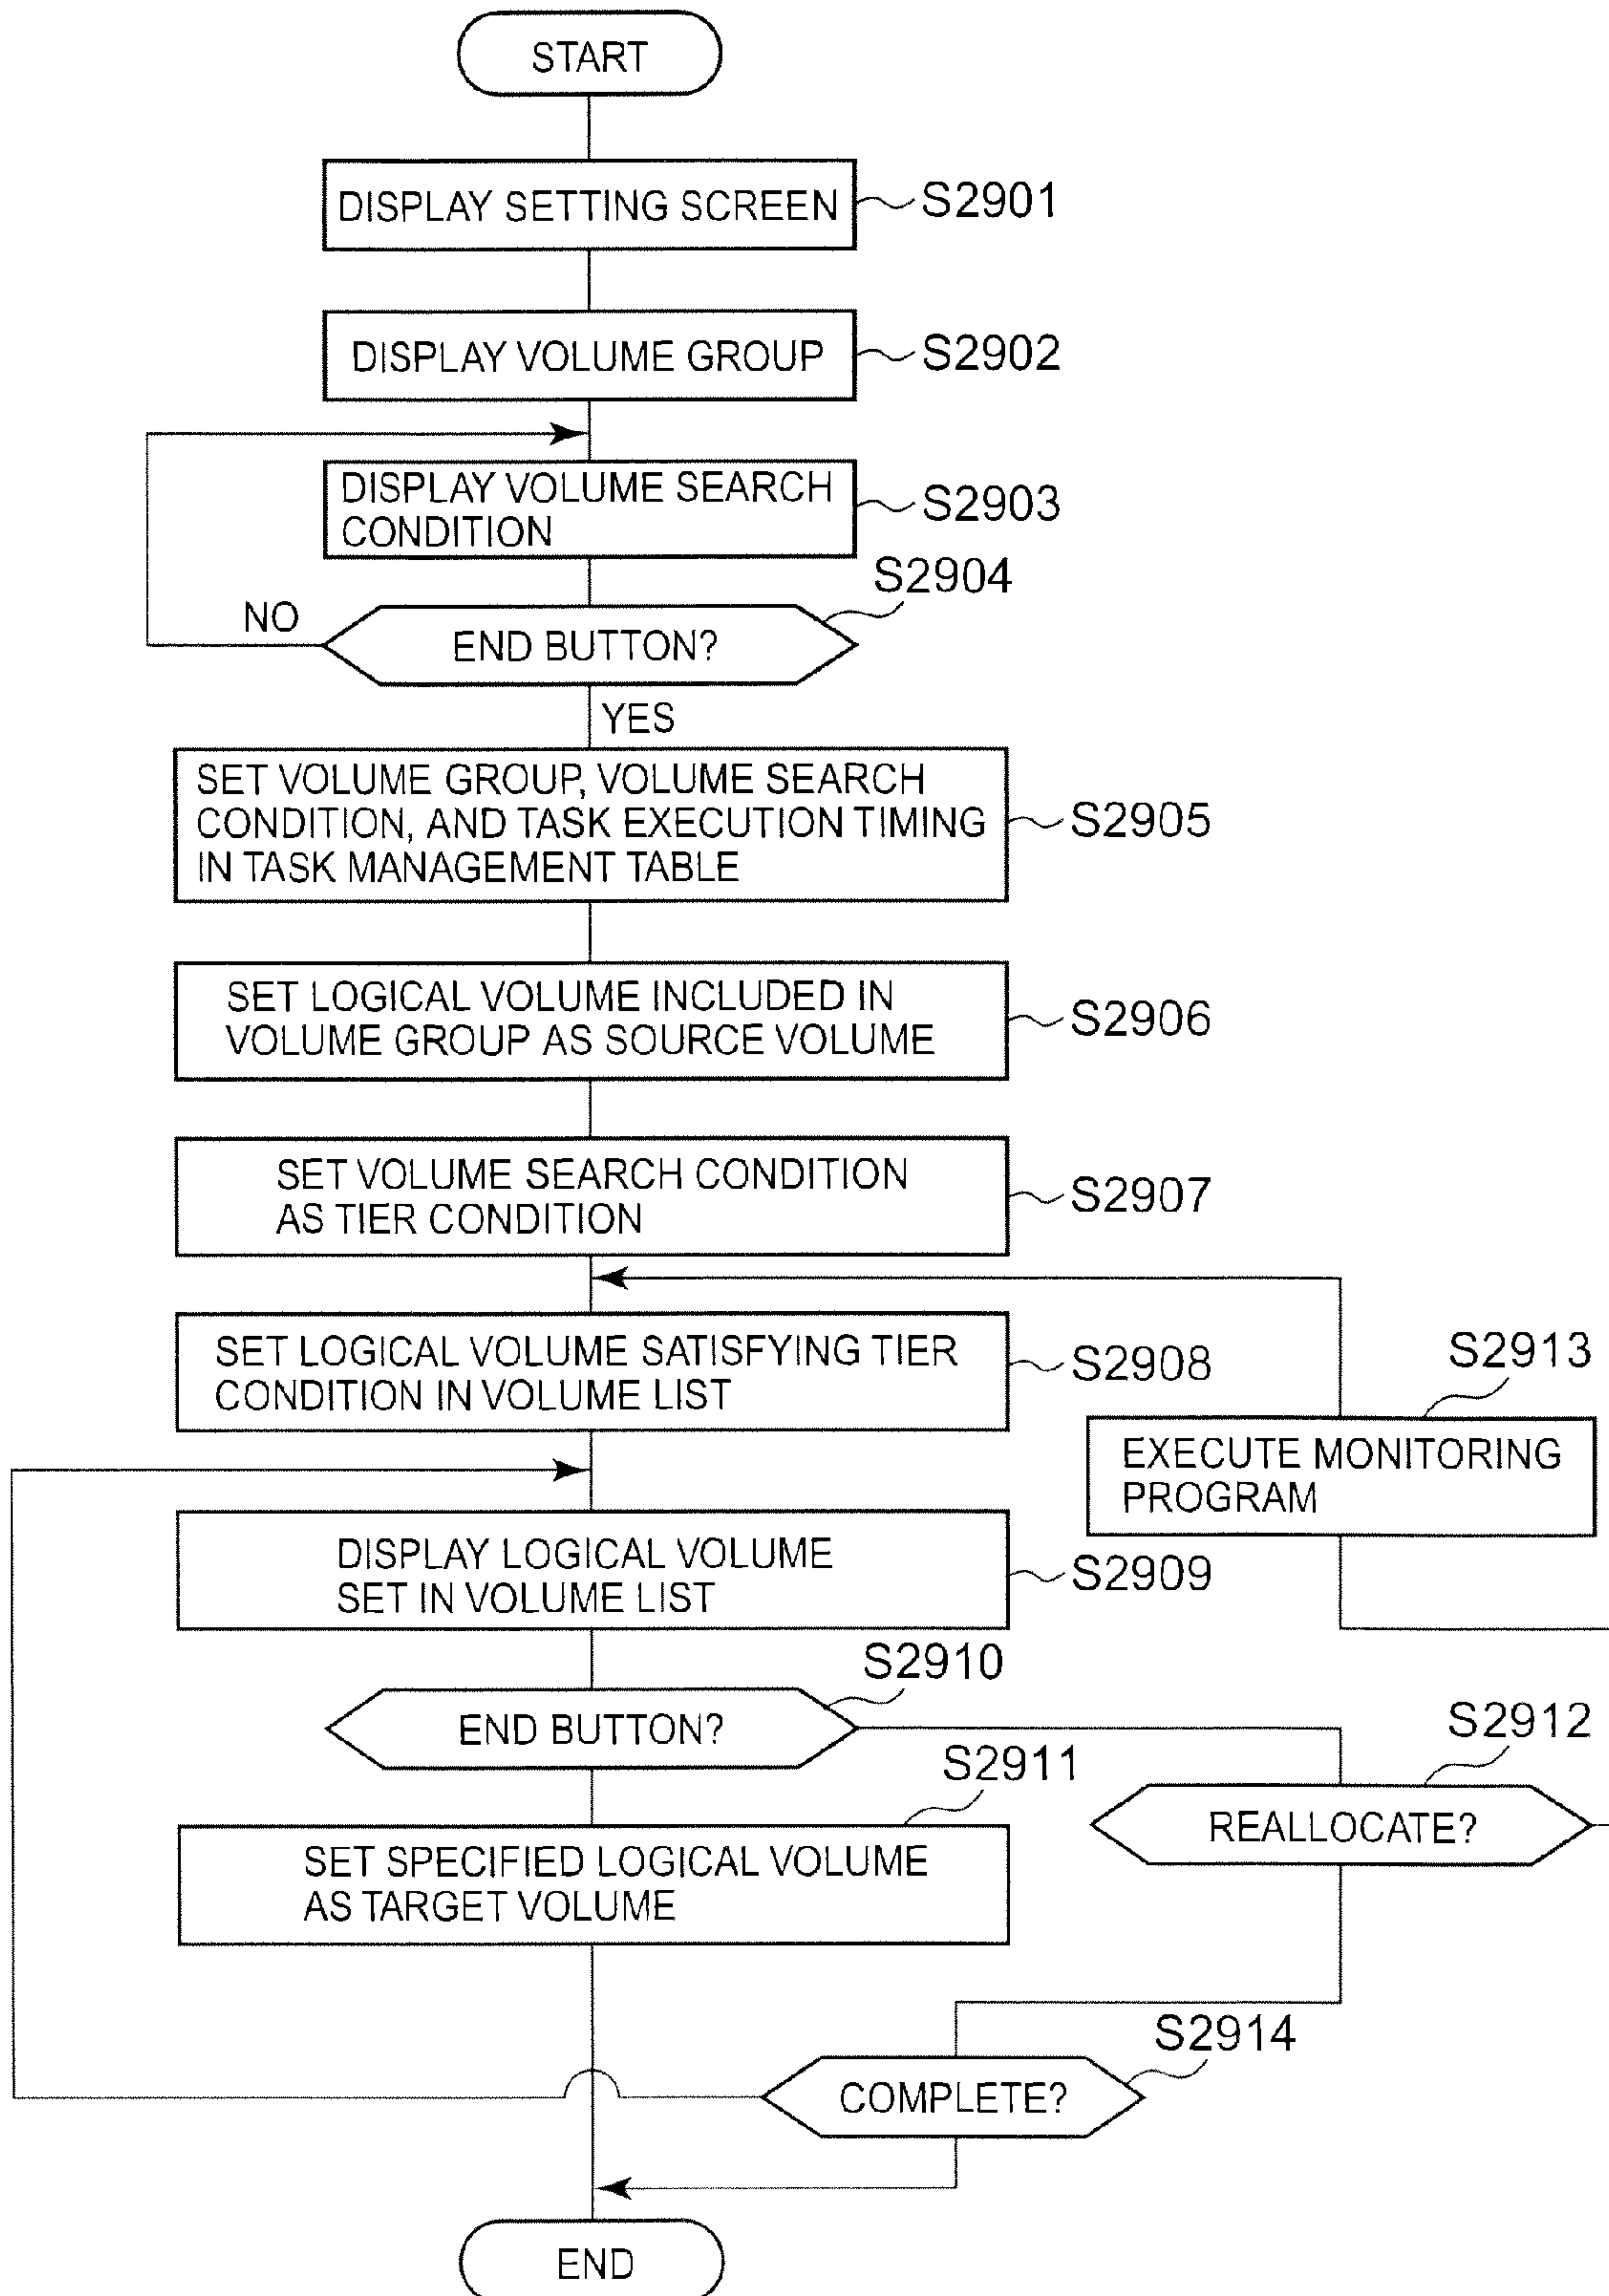 START
DISPLAY SETTING SCREEN
S2901
DISPLAY VOLUME GROUP
S2902
DISPLAY VOLUME SEARCH
CONDITION
S2903
S2904
NO
END BUTTON?
YES
SET VOLUME GROUP, VOLUME SEARCH
CONDITION, AND TASK EXECUTION TIMING
IN TASK MANAGEMENT TABLE
S2905
SET LOGICAL VOLUME INCLUDED IN
VOLUME GROUP AS SOURCE VOLUME
S2906
SET VOLUME SEARCH CONDITION
AS TIER CONDITION
S2907
SET LOGICAL VOLUME SATISFYING TIER
CONDITION IN VOLUME LIST
S2908
S2913
EXECUTE MONITORING
PROGRAM
DISPLAY LOGICAL VOLUME
SET IN VOLUME LIST
S2909
S2910
END BUTTON?
S2912
REALLOCATE?
S2911
SET SPECIFIED LOGICAL VOLUME
AS TARGET VOLUME
S2914
COMPLETE?
END